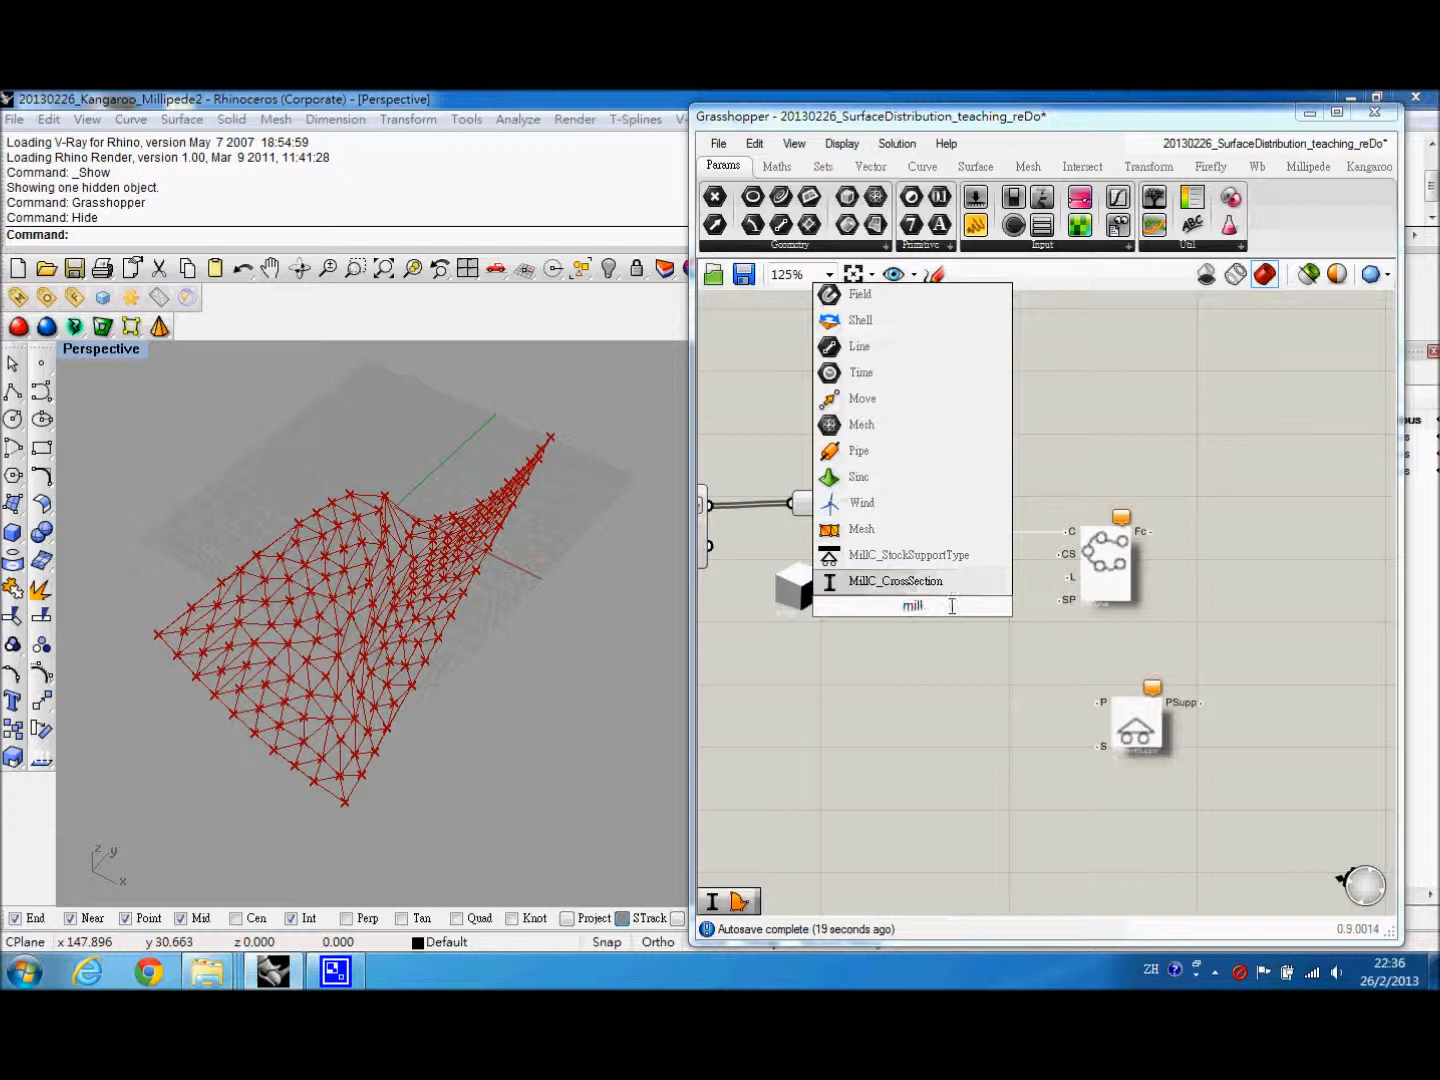 20130226_Kangaroo_Millipede2 - Rhinoceros (Corporate) - [Perspective]
File Edit View Curve Surface Solid Mesh Dimension Transform Tools Analyze Render T-Splines
Loading V-Ray for Rhino, version May 7 2007 18:54:59
Loading Rhino Render, version 1.00, Mar 9 2011, 11:41:28
Command: _Show
Showing one hidden object.
Command: Grasshopper
Command: Hide
Command:
Perspective
z
y
x
End Near Point Mid Cen Int Perp Tan Quad Knot Project STrack
CPlane x 147.896 y 30.663 z 0.000 0.000 Default Snap Ortho
Grasshopper - 20130226_SurfaceDistribution_teaching_reDo*
File Edit View Display Solution Help 20130226_SurfaceDistribution_teaching_reDo*
Params Maths Sets Vector Curve Surface Mesh Intersect Transform Firefly Wb Millipede Kangaroo
Geometry Primitive Input Util
125%
Field
Shell
Line
Time
Move
Mesh
Pipe
Sinc
Wind
Mesh
MillC_StockSupportType
MillC_CrossSection
mill
C Fc
CS
L
SP
P PSupp
S
Autosave complete (19 seconds ago) 0.9.0014
ZH 22:36
26/2/2013